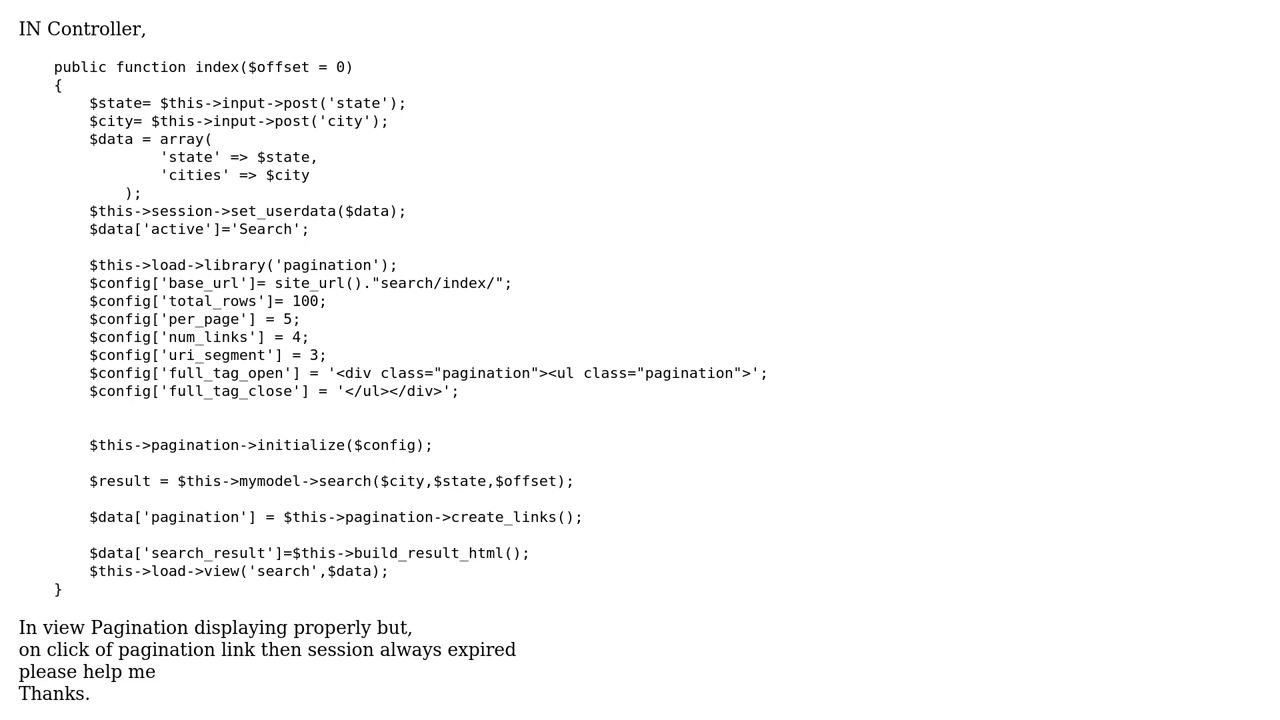 IN Controller,
public function index($offset = 0)
{
$state= $this->input->post('state');
$city= $this->input->post('city');
$data = array(
'state' => $state,
'cities' => $city
);
$this->session->set_userdata($data);
$data['active']='Search';
$this->load->library('pagination');
$config['base_url']= site_url()."search/index/";
$config['total_rows']= 100;
$config['per_page'] = 5;
$config['num_links'] = 4;
$config['uri_segment'] = 3;
$config['full_tag_open'] = '<div class="pagination"><ul class="pagination">';
$config['full_tag_close'] = '</ul></div>';
$this->pagination->initialize($config);
$result = $this->mymodel->search($city,$state,$offset);
$data['pagination'] = $this->pagination->create_links();
$data['search_result']=$this->build_result_html();
$this->load->view('search',$data);
}
In view Pagination displaying properly but,
on click of pagination link then session always expired
please help me
Thanks.